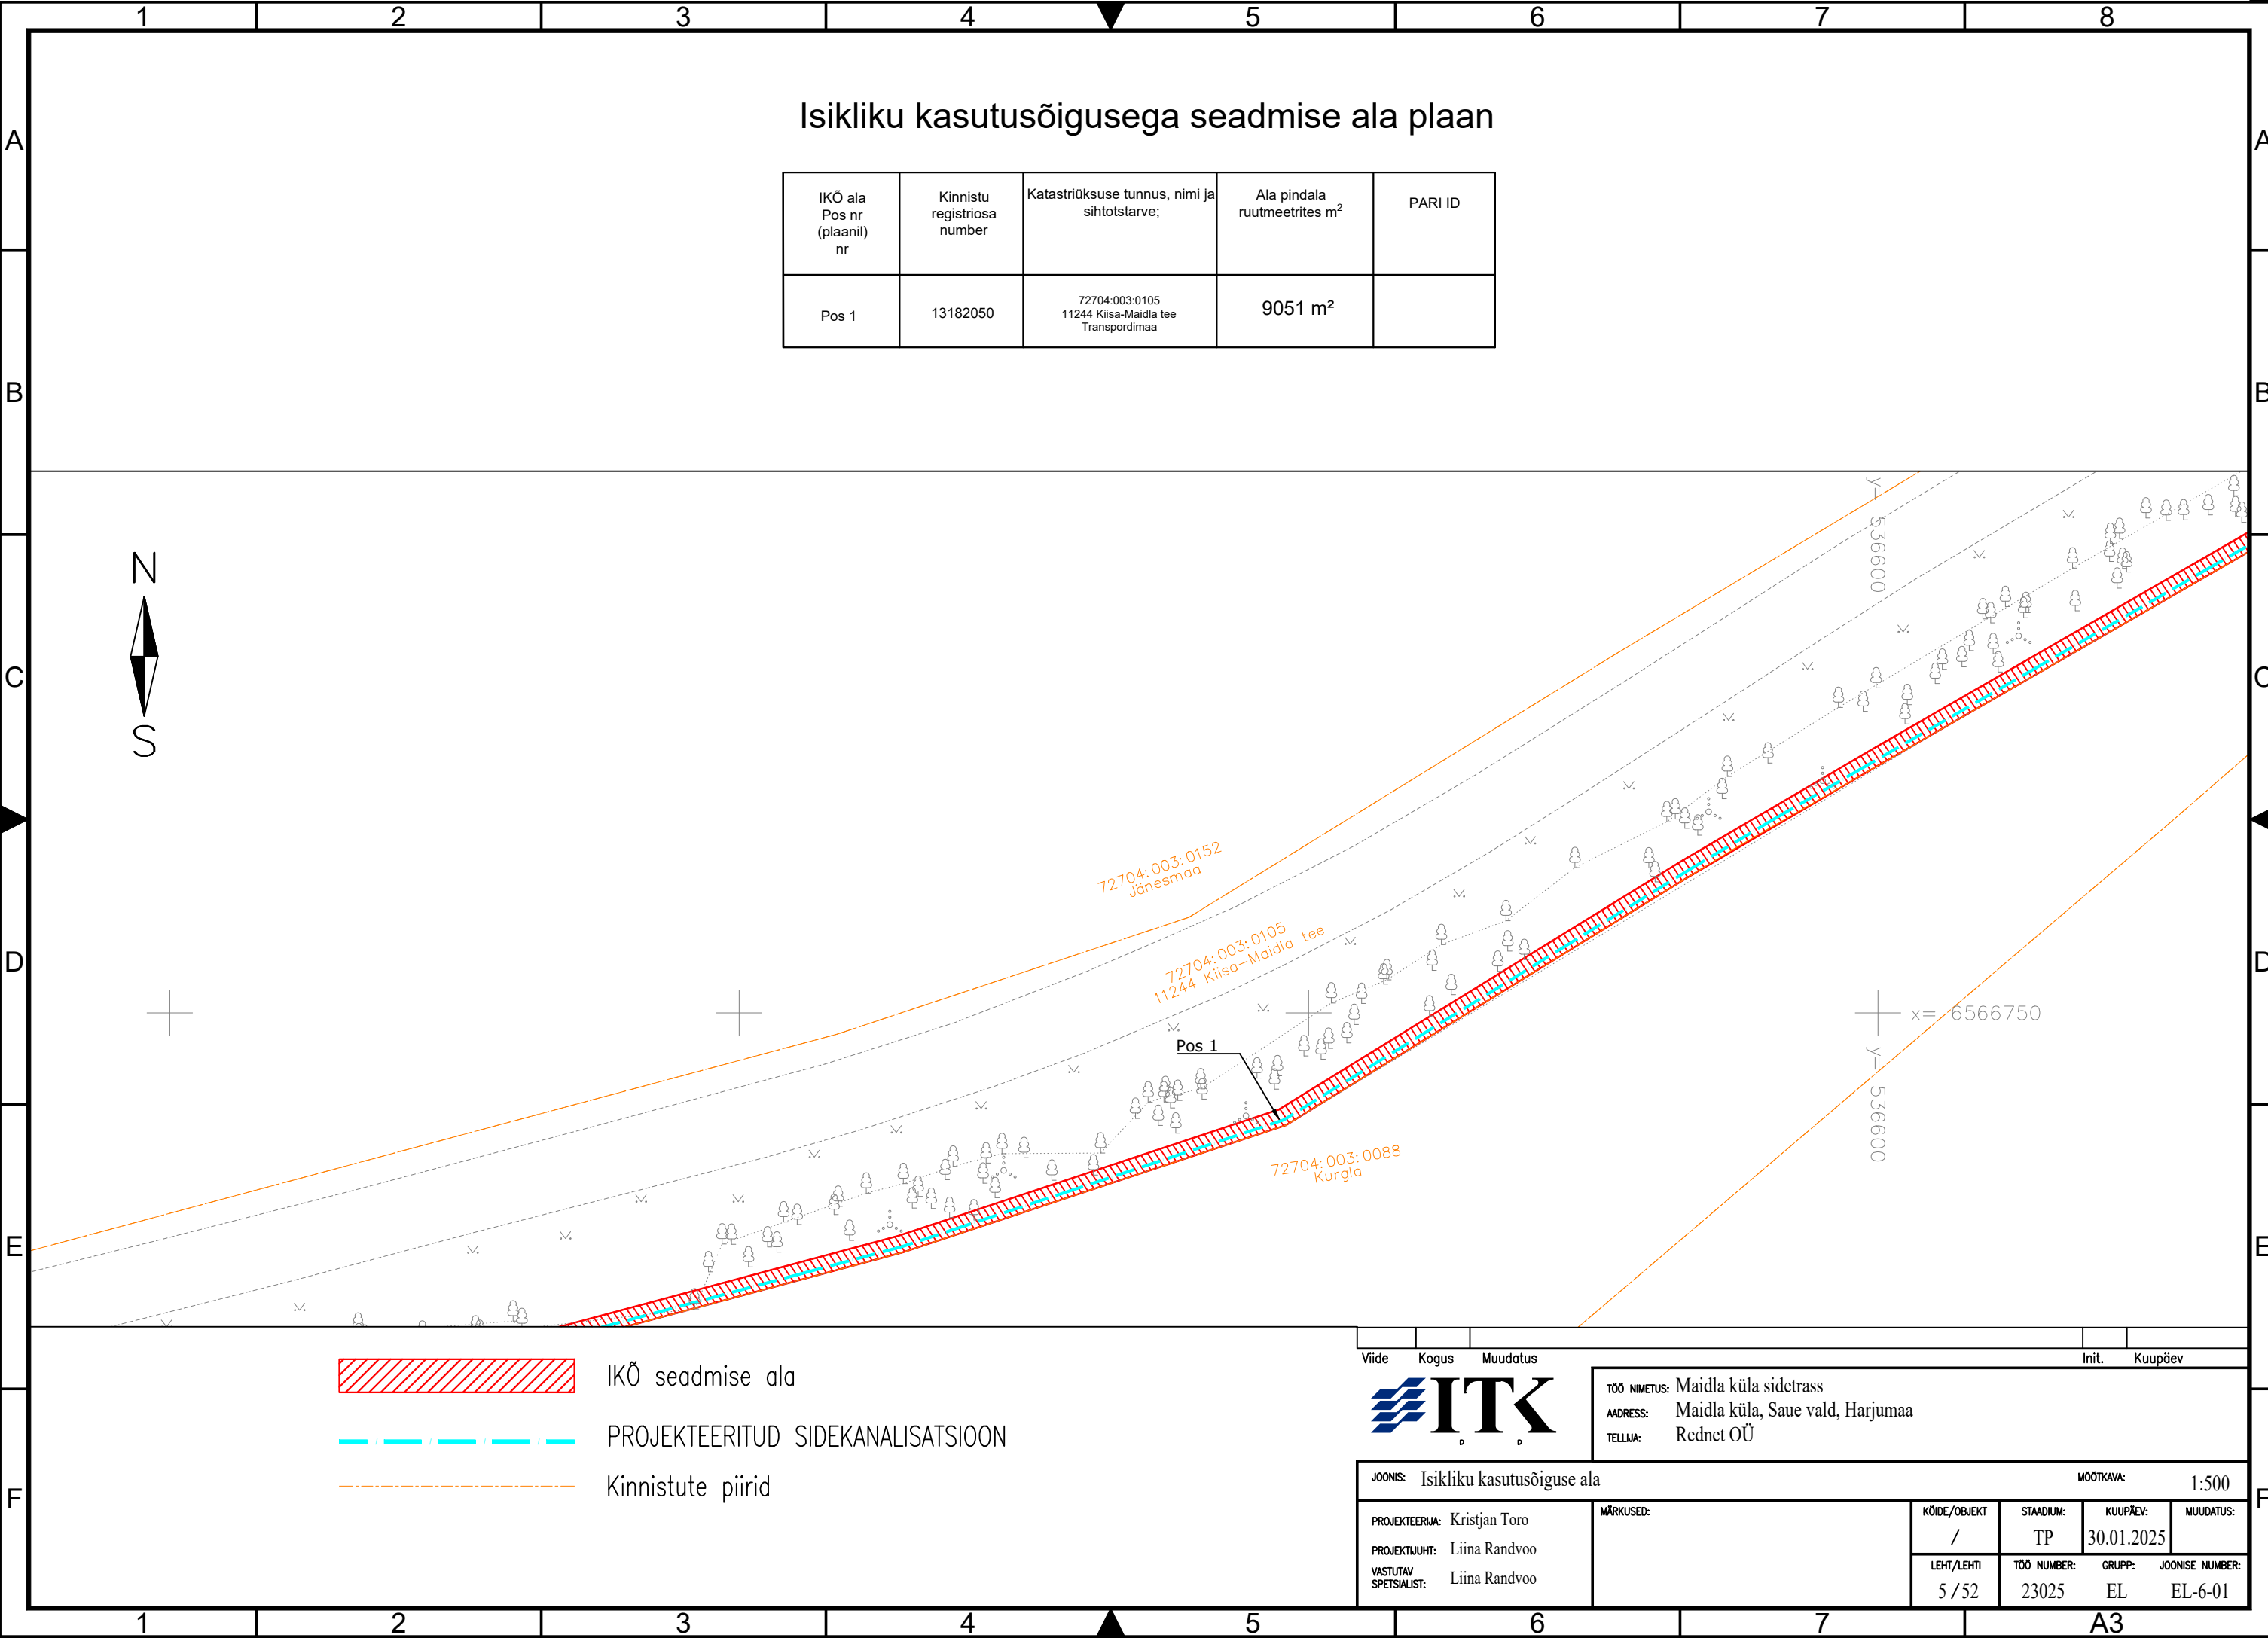 1 2 3 4 5 6 7 8
A A
B B
C C
D D
E E
F F
Isikliku kasutusõigusega seadmise ala plaan
IKÕ ala
Pos nr
(plaanil)
nr
Kinnistu
registriosa
number
Katastriüksuse tunnus, nimi ja
sihtotstarve;
Ala pindala
ruutmeetrites m²
PARI ID
Pos 1
13182050
72704:003:0105
11244 Kiisa-Maidla tee
Transpordimaa
9051 m²
N
S
y= 536600
72704:003:0152
Jänesmaa
72704:003:0105
11244 Kiisa-Maidla tee
x= 6566750
Pos 1
y= 536600
72704:003:0088
Kurgla
IKÕ seadmise ala
PROJEKTEERITUD SIDEKANALISATSIOON
Kinnistute piirid
Viide Kogus Muudatus Init. Kuupäev
ITK
D D
TÖÖ NIMETUS: Maidla küla sidetrass
AADRESS: Maidla küla, Saue vald, Harjumaa
TELLIJA: Rednet OÜ
JOONIS: Isikliku kasutusõiguse ala
MÕÕTKAVA: 1:500
PROJEKTEERIJA: Kristjan Toro
PROJEKTIJUHT: Liina Randvoo
VASTUTAV
SPETSIALIST: Liina Randvoo
MÄRKUSED:
KÖIDE/OBJEKT STAADIUM: KUUPÄEV: MUUDATUS:
/ TP 30.01.2025
LEHT/LEHTI TÖÖ NUMBER: GRUPP: JOONISE NUMBER:
5 / 52 23025 EL EL-6-01
1 2 3 4 5 6 7 A3